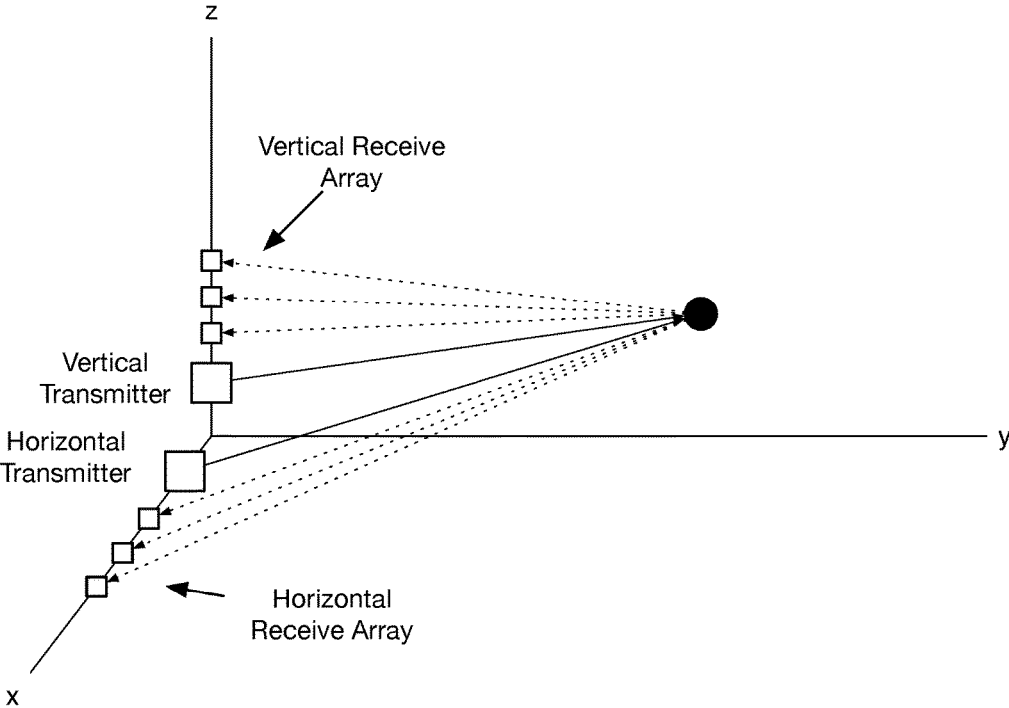 z
Vertical Receive
Array
Vertical
Transmitter
Horizontal
Transmitter
y
Horizontal
Receive Array
x